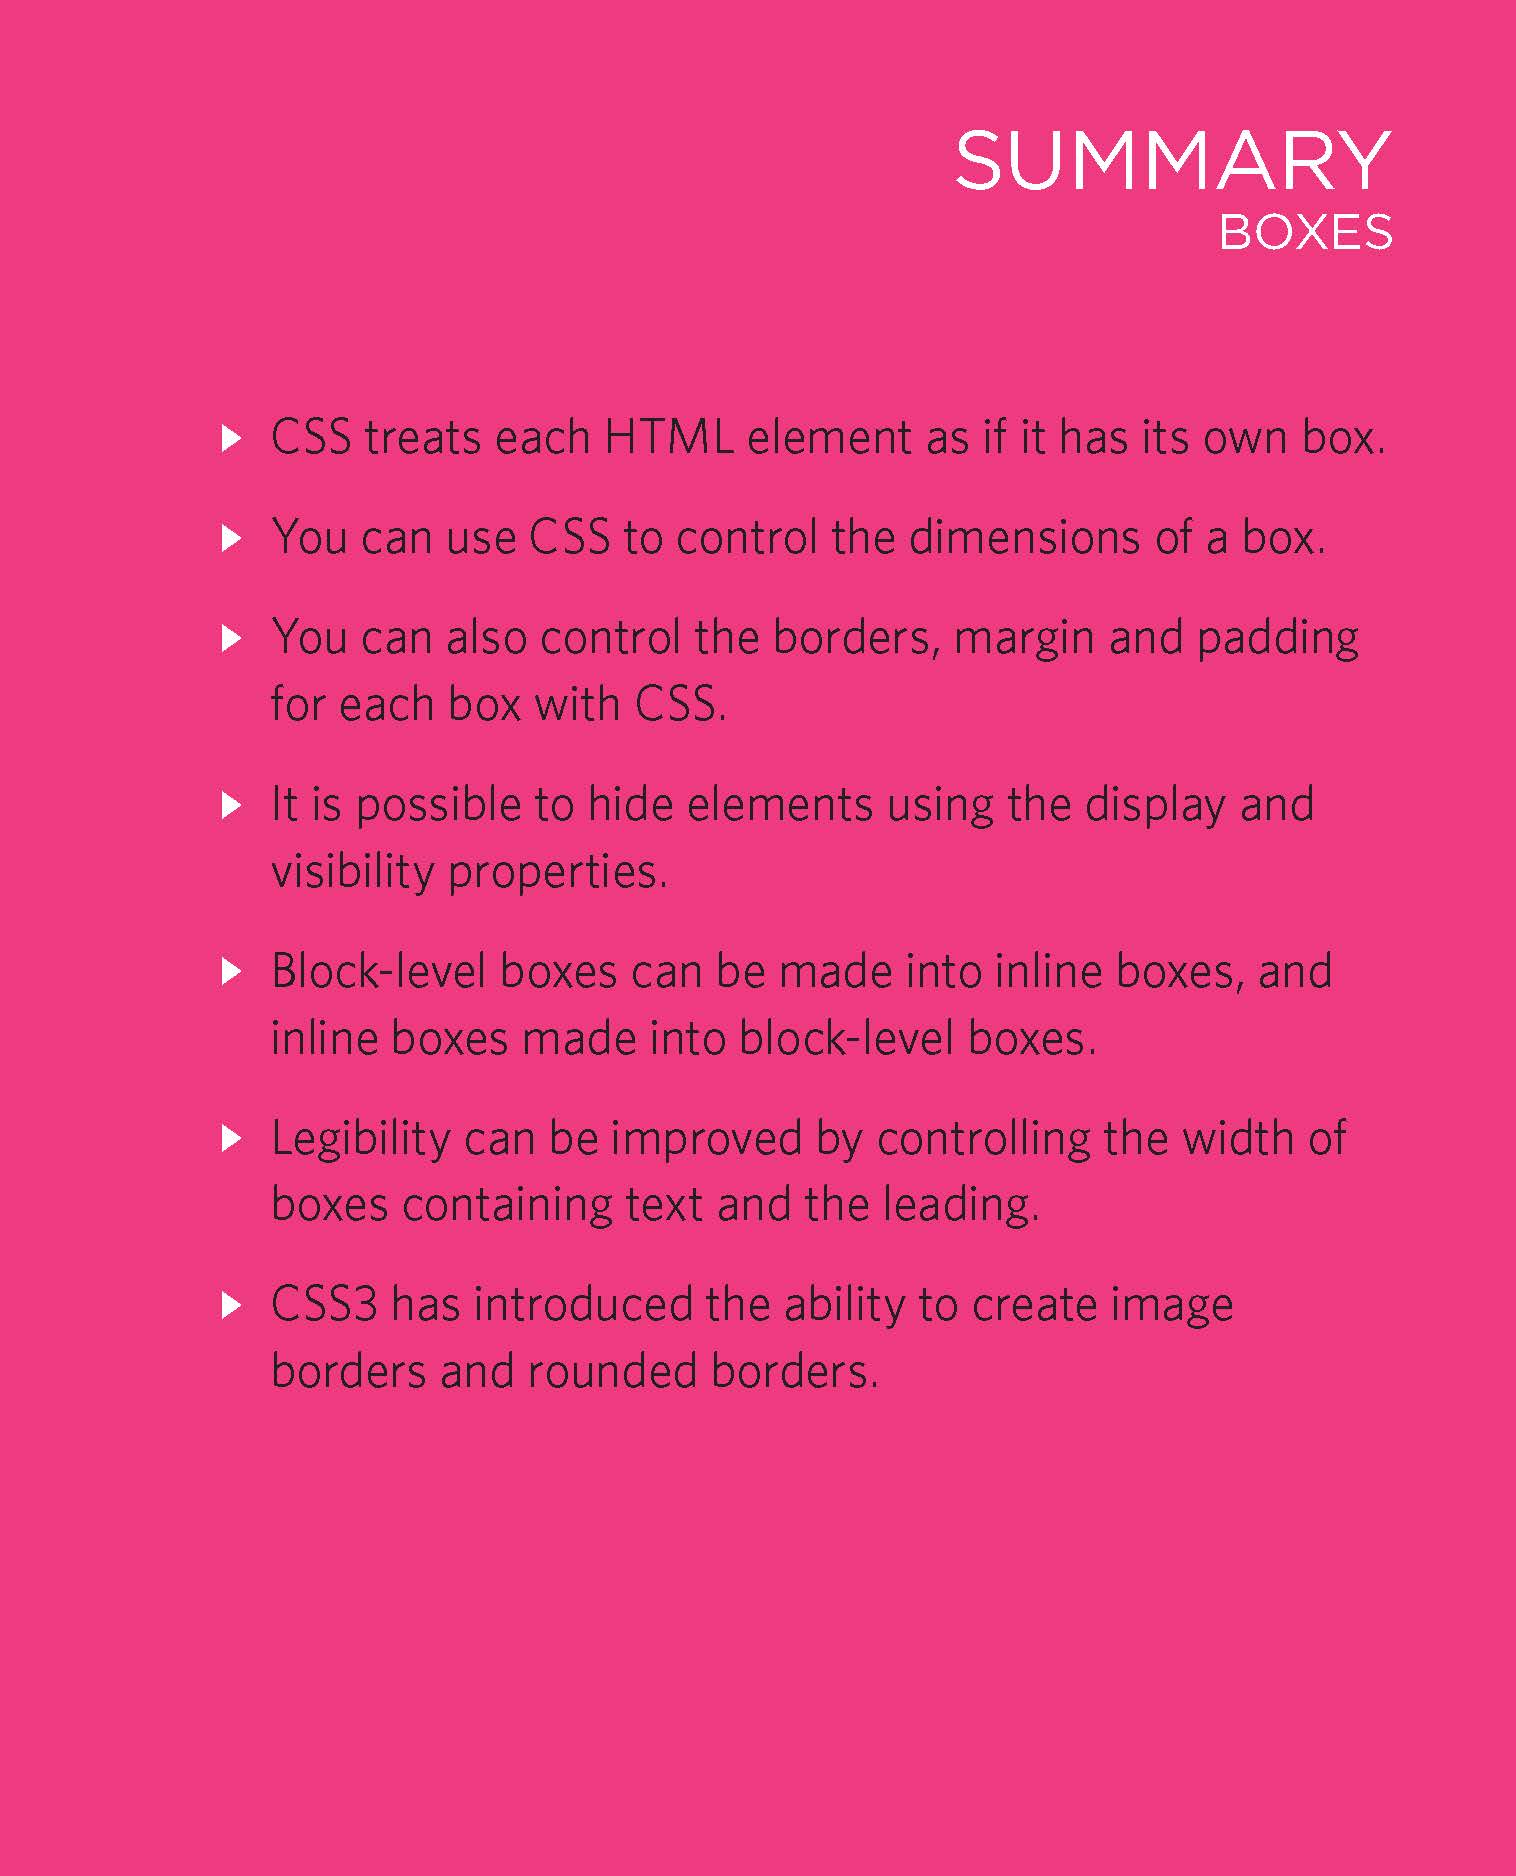 SUMMARY
BOXES
CSS treats each HTML element as if it has its own box.
You can use CSS to control the dimensions of a box.
You can also control the borders, margin and padding
for each box with CSS.
It is possible to hide elements using the display and
visibility properties.
Block-level boxes can be made into inline boxes, and
inline boxes made into block-level boxes.
Legibility can be improved by controlling the width of
boxes containing text and the leading.
CSS3 has introduced the ability to create image
borders and rounded borders.